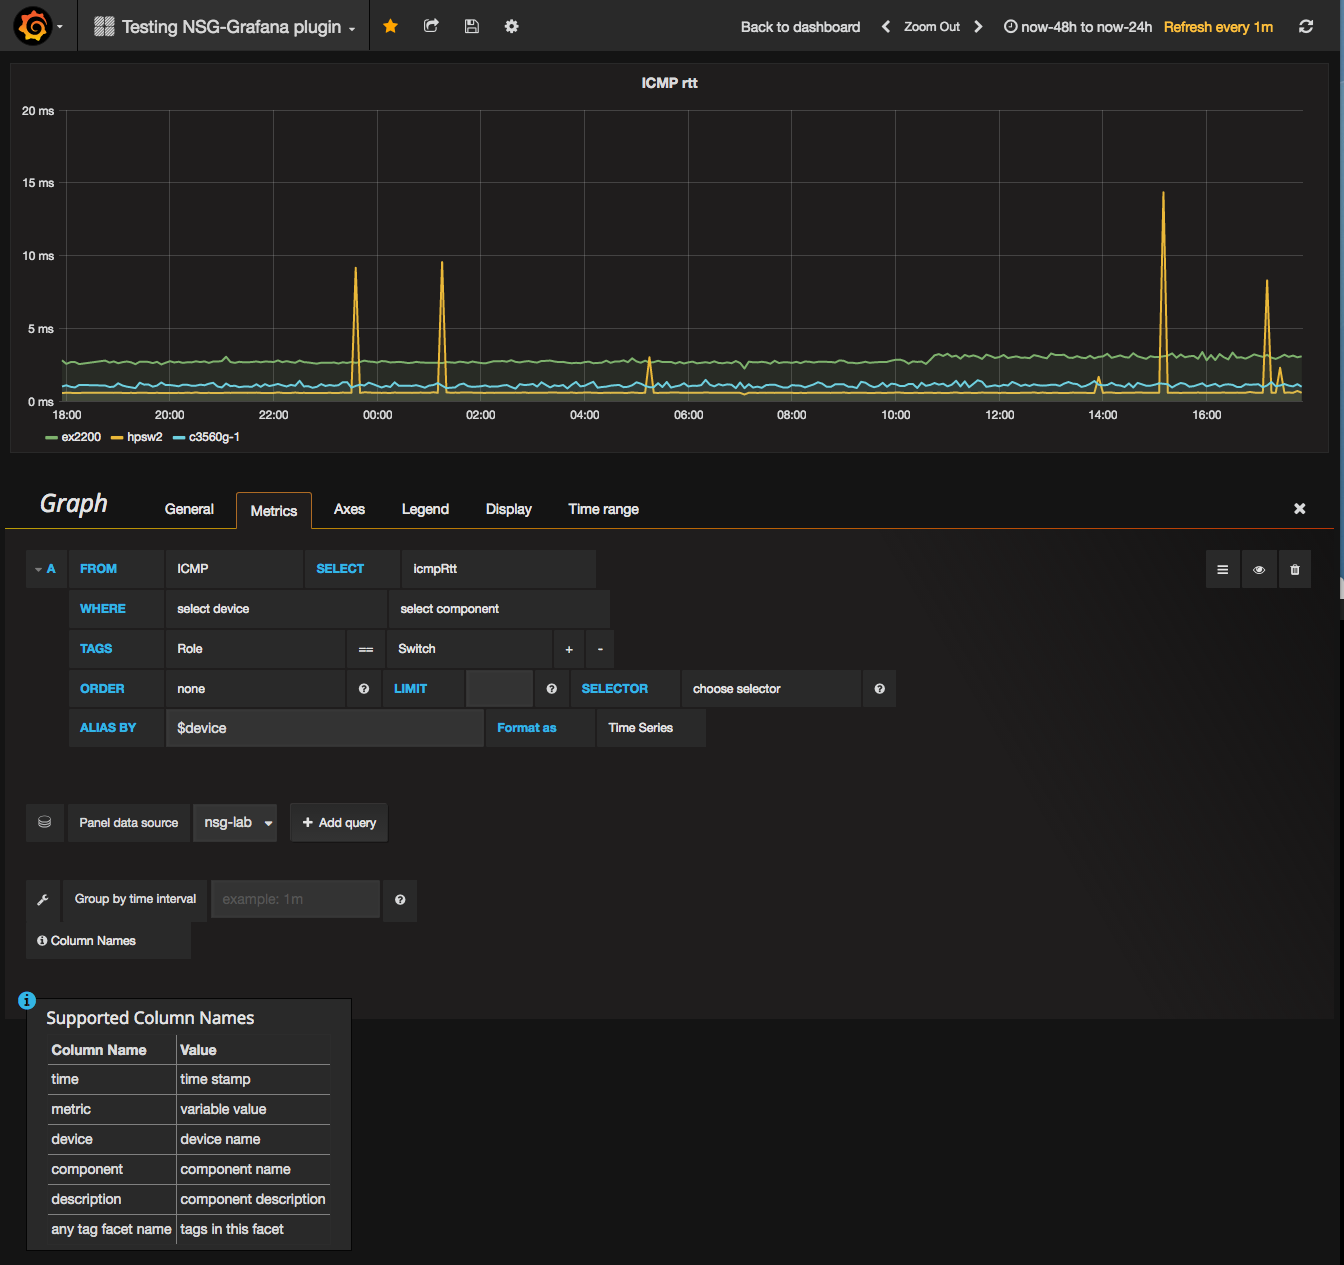 Testing NSG-Grafana plugin
Back to dashboard Zoom Out now-48h to now-24h Refresh every 1m
ICMP rtt
20 ms
15 ms
10 ms
5 ms
0 ms
18:00 20:00 22:00 00:00 02:00 04:00 06:00 08:00 10:00 12:00 14:00 16:00
ex2200 hpsw2 c3560g-1
Graph General Metrics Axes Legend Display Time range
A FROM ICMP SELECT icmpRtt
WHERE select device select component
TAGS Role == Switch + -
ORDER none LIMIT SELECTOR choose selector
ALIAS BY $device Format as Time Series
Panel data source nsg-lab + Add query
Group by time interval example: 1m
Column Names
Supported Column Names
Column Name Value
time time stamp
metric variable value
device device name
component component name
description component description
any tag facet name tags in this facet